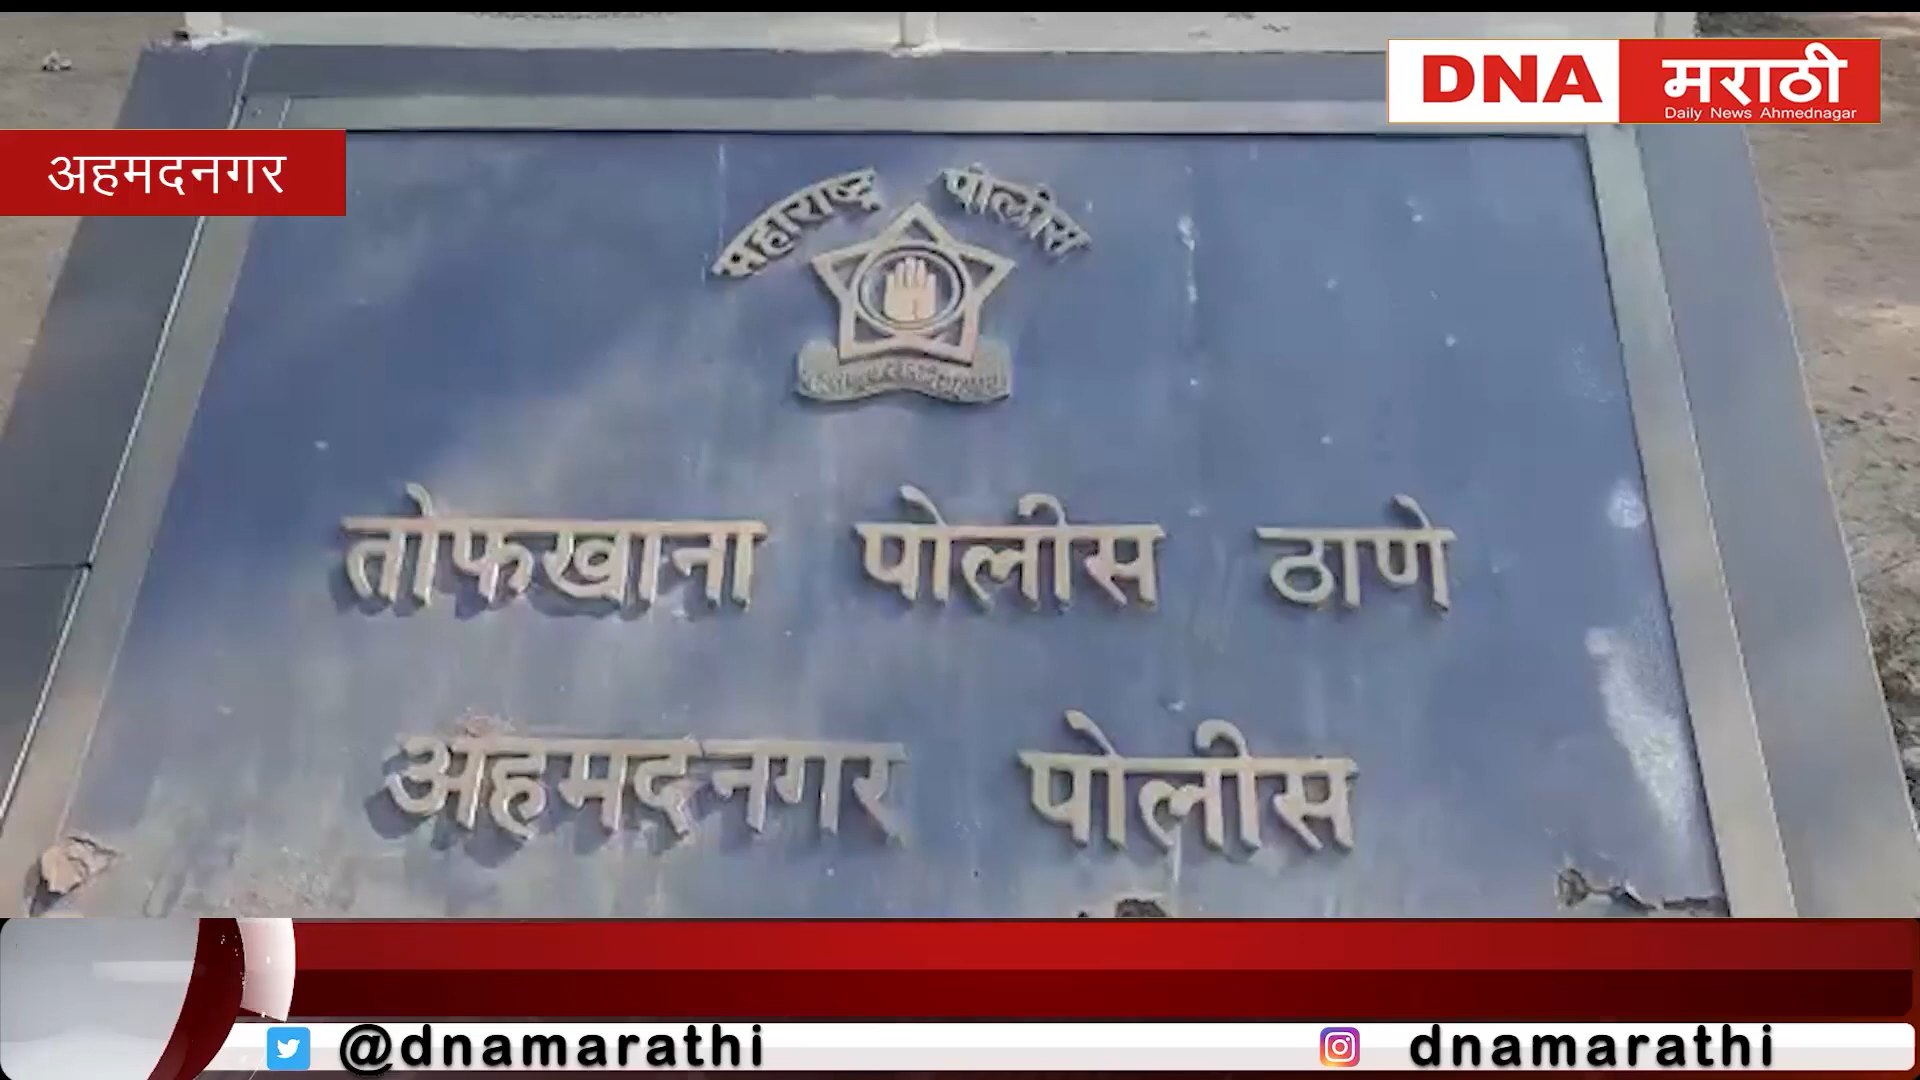 DNA मराठी
Daily News Ahmednagar
अहमदनगर
महाराष्ट्र पोलीस
तोफखाना पोलीस ठाणे
अहमदनगर पोलीस
@dnamarathi
dnamarathi